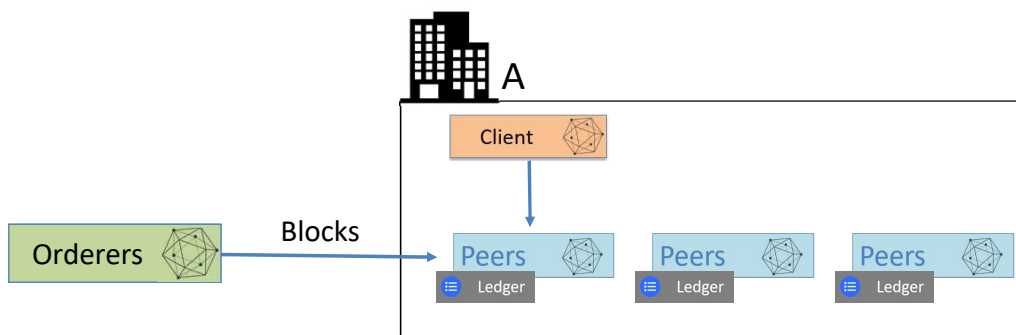 A
Client
Blocks
Orderers
Peers
Peers
Peers
Ledger
Ledger
Ledger